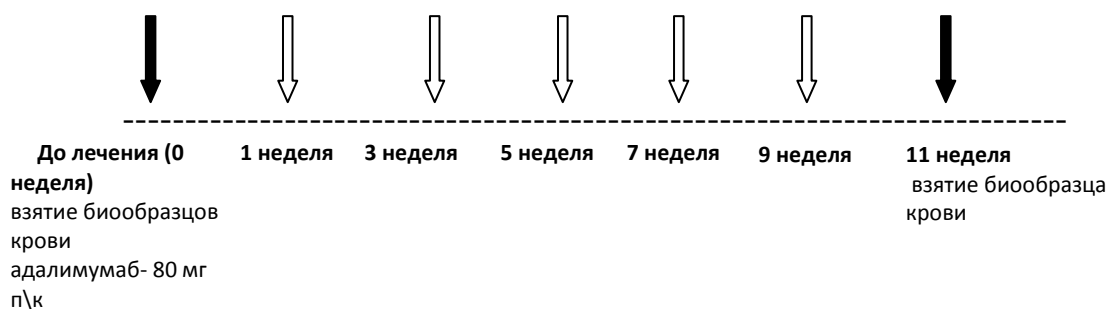 До лечения (0 неделя)
взятие биообразцов
крови
адалимумаб- 80 мг
п\к
1 неделя
3 неделя
5 неделя
7 неделя
9 неделя
11 неделя
взятие биообразца
крови